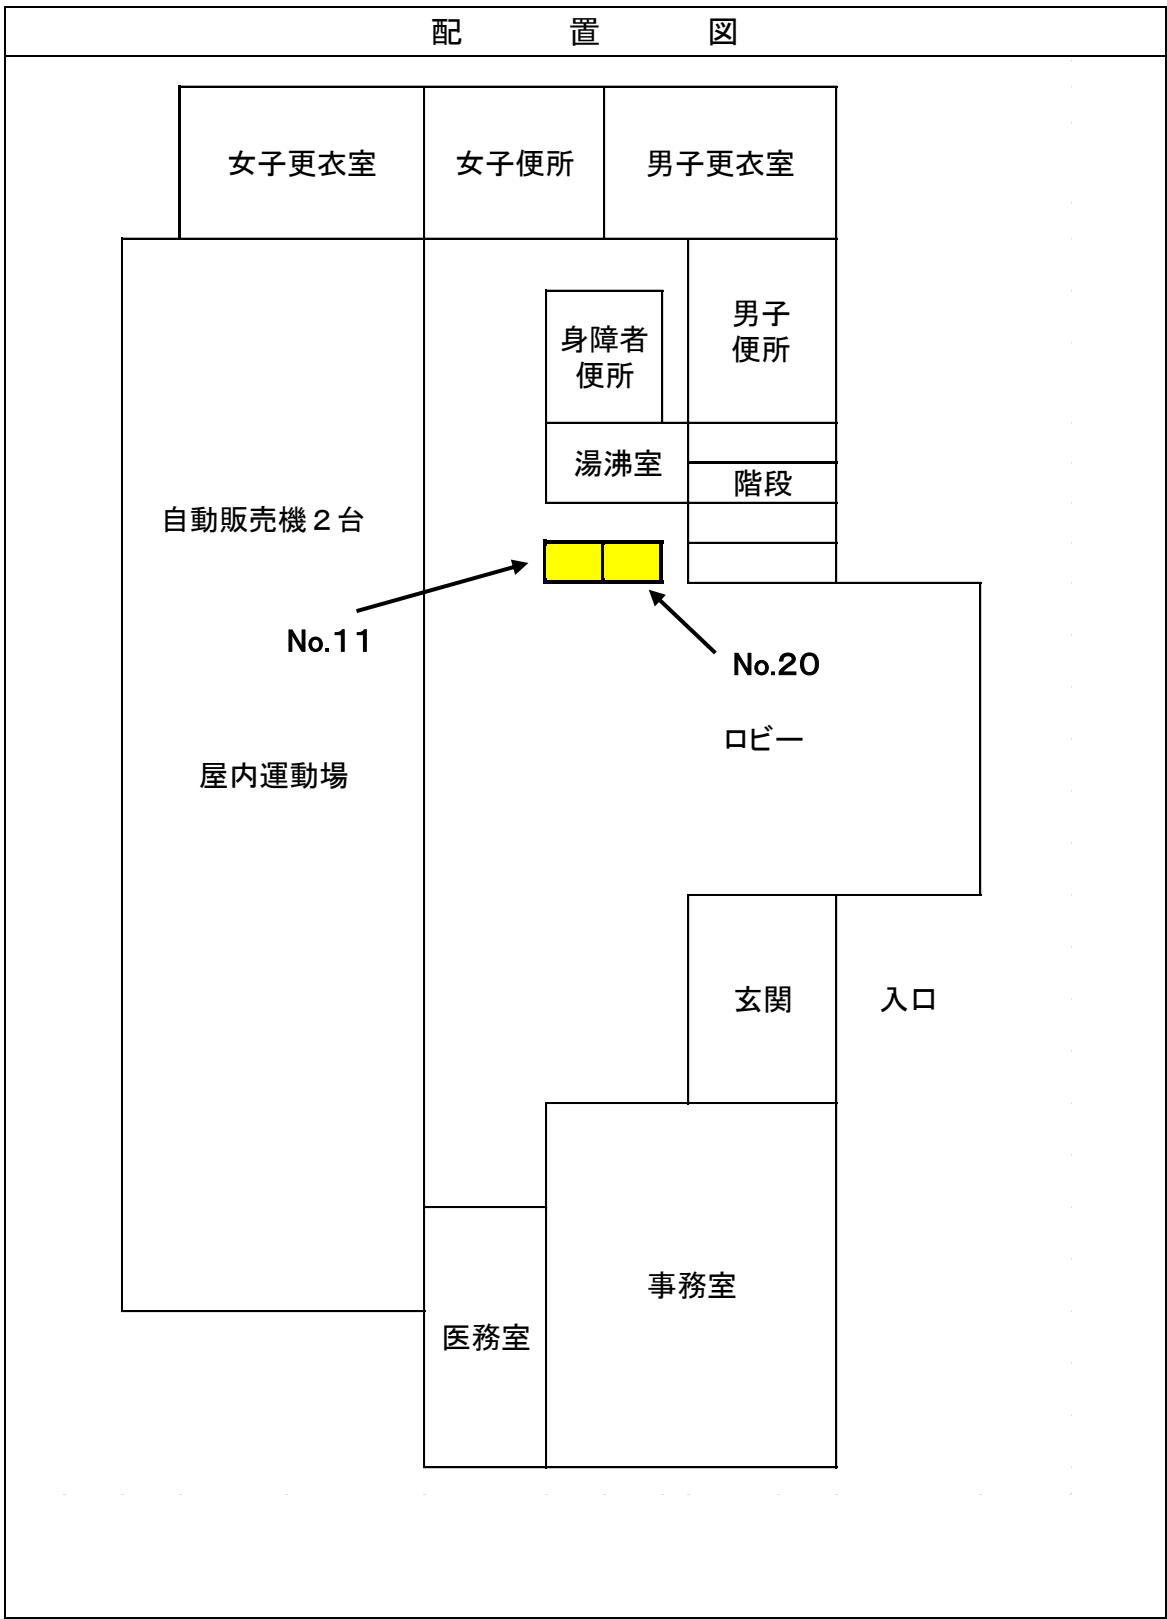 配　置　図
女子更衣室
女子便所
男子更衣室
男子
便所
身障者
便所
湯沸室
階段
自動販売機２台
No.11
No.20
ロビー
屋内運動場
玄関
入口
事務室
医務室